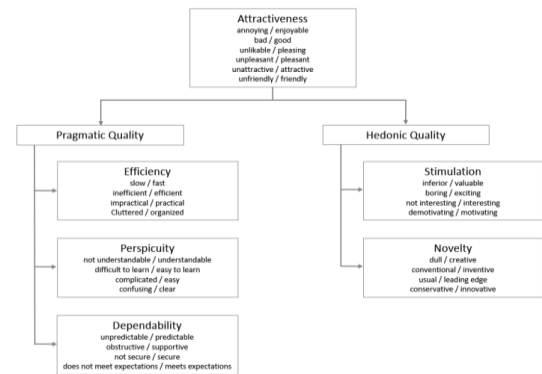 Attractiveness
annoying / enjoyable
bad / good
unlikable / pleasing
unpleasant / pleasant
unattractive / attractive
unfriendly / friendly
Pragmatic Quality
Hedonic Quality
Efficiency
slow / fast
inefficient / efficient
impractical / practical
Cluttered / organized
Stimulation
inferior / valuable
boring / exciting
not interesting / interesting
demotivating / motivating
Perspicuity
not understandable / understandable
difficult to learn / easy to learn
complicated / easy
confusing / clear
Novelty
dull / creative
conventional / inventive
usual / leading edge
conservative / innovative
Dependability
unpredictable / predictable
obstructive / supportive
not secure / secure
does not meet expectations / meets expectations